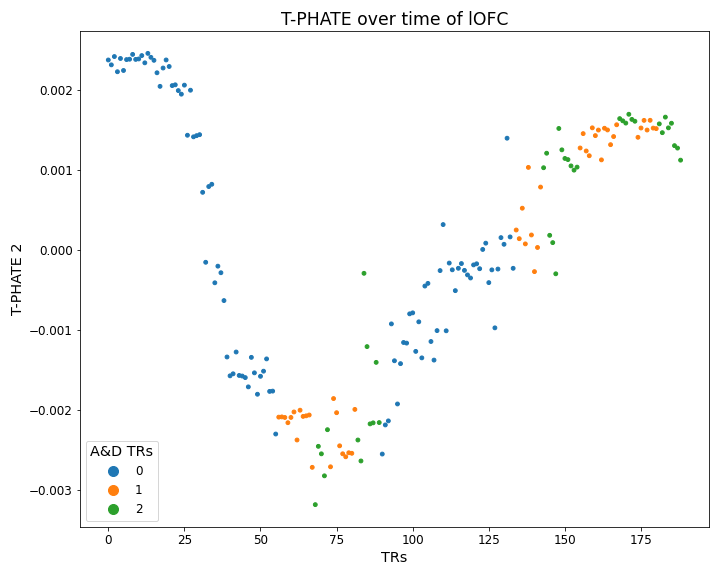 T-PHATE over time of lOFC
T-PHATE 2
0.002
0.001
0.000
−0.001
−0.002
−0.003
A&D TRs
0
1
2
0 25 50 75 100 125 150 175
TRs